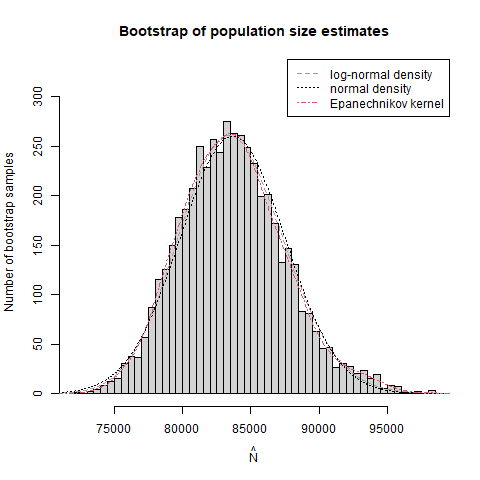 Bootstrap of population size estimates
log-normal density
normal density
Epanechnikov kernel
Number of bootstrap samples
300
250
200
150
100
50
0
75000 80000 85000 90000 95000
N̂